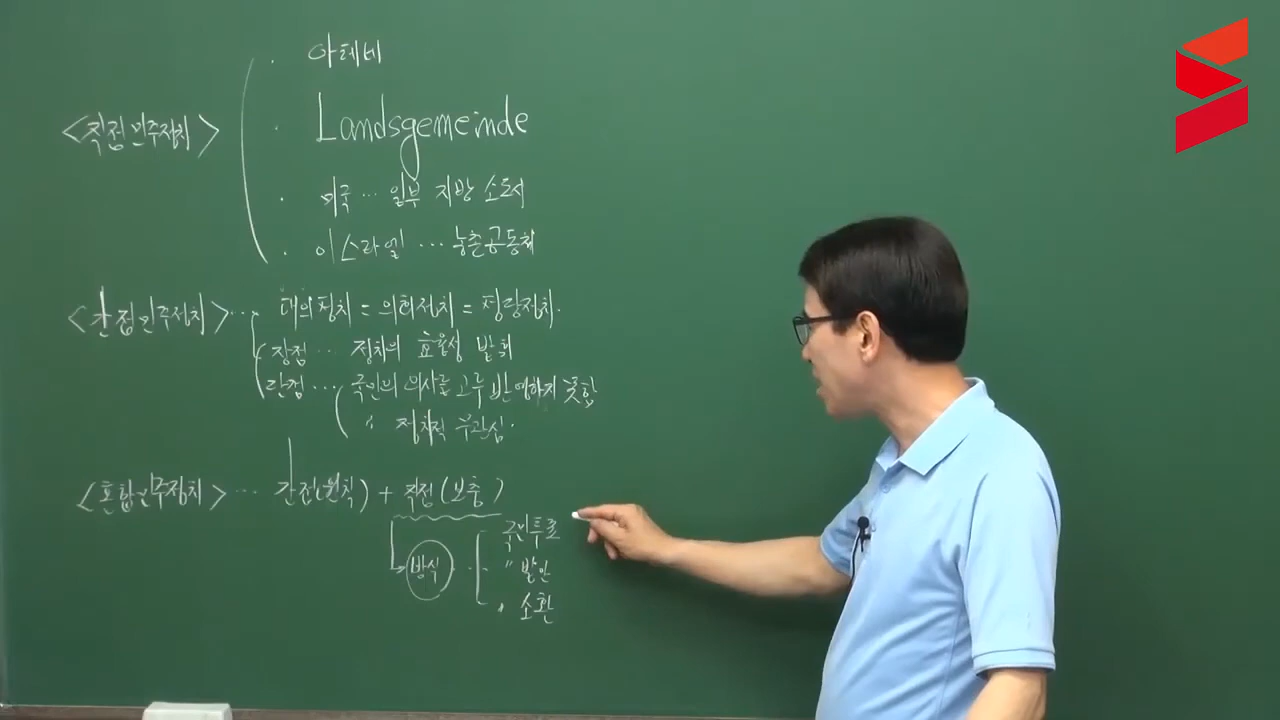 · 아테네
<직접민주정치> · Landsgemeinde
· 미국 ··· 일부 지방 소도시
· 이스라엘 ··· 농촌공동체
<간접민주정치> ··· 대의정치 = 의회정치 = 정당정치.
장점 ··· 정치의 효율성 발휘
단점 ··· 국민의 의사를 고루 반영하지 못함
〃 정치적 무관심.
<혼합민주정치> ··· 간접(원칙) + 직접(보충)
국민투표
방식 ··· 〃 발안
〃 소환